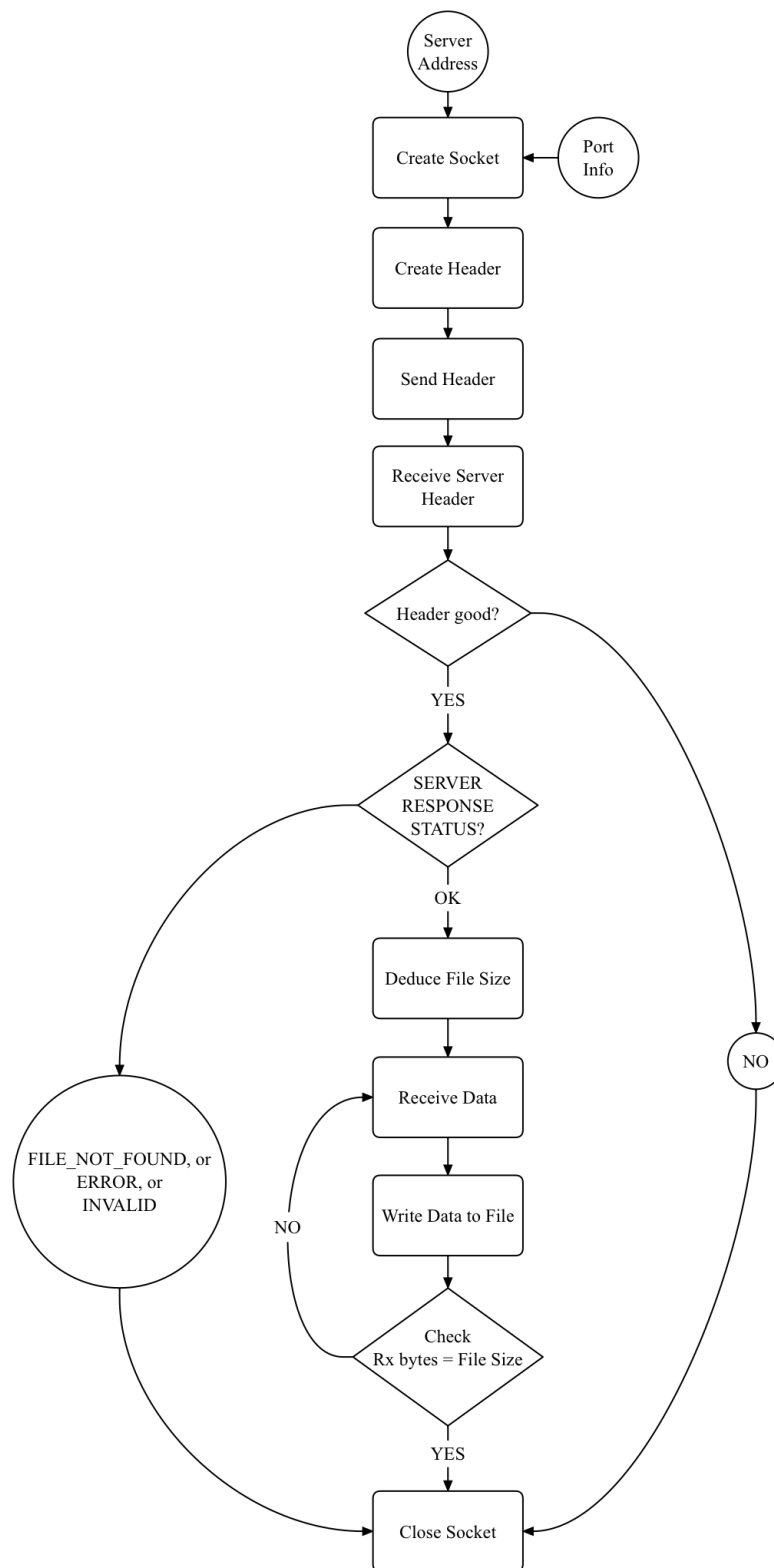 Server
Address
Create Socket
Port
Info
Create Header
Send Header
Receive Server
Header
Header good?
YES
SERVER
RESPONSE
STATUS?
OK
Deduce File Size
NO
Receive Data
FILE_NOT_FOUND, or
ERROR, or
INVALID
Write Data to File
NO
Check
Rx bytes = File Size
YES
Close Socket